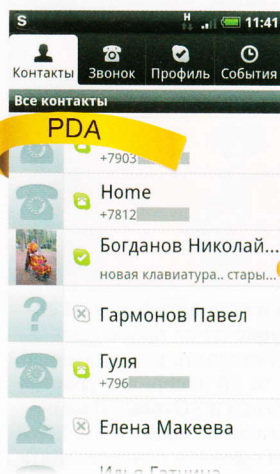 S H 11:41
Контакты Звонок Профиль События
Все контакты
PDA
+7903
Home
+7812
Богданов Николай...
новая клавиатура.. стары...
Гармонов Павел
Гуля
+796
Елена Макеева